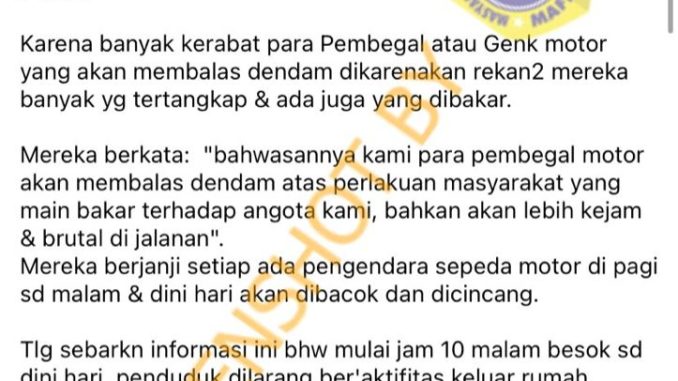 MASYA MAF
Karena banyak kerabat para Pembegal atau Genk motor
yang akan membalas dendam dikarenakan rekan2 mereka
banyak yg tertangkap & ada juga yang dibakar.
Mereka berkata: "bahwasannya kami para pembegal motor
akan membalas dendam atas perlakuan masyarakat yang
main bakar terhadap angota kami, bahkan akan lebih kejam
& brutal di jalanan".
Mereka berjanji setiap ada pengendara sepeda motor di pagi
sd malam & dini hari akan dibacok dan dicincang.
Tlg sebarkn informasi ini bhw mulai jam 10 malam besok sd
dini hari, penduduk dilarang ber'aktifitas keluar rumah
ENSHOT BY